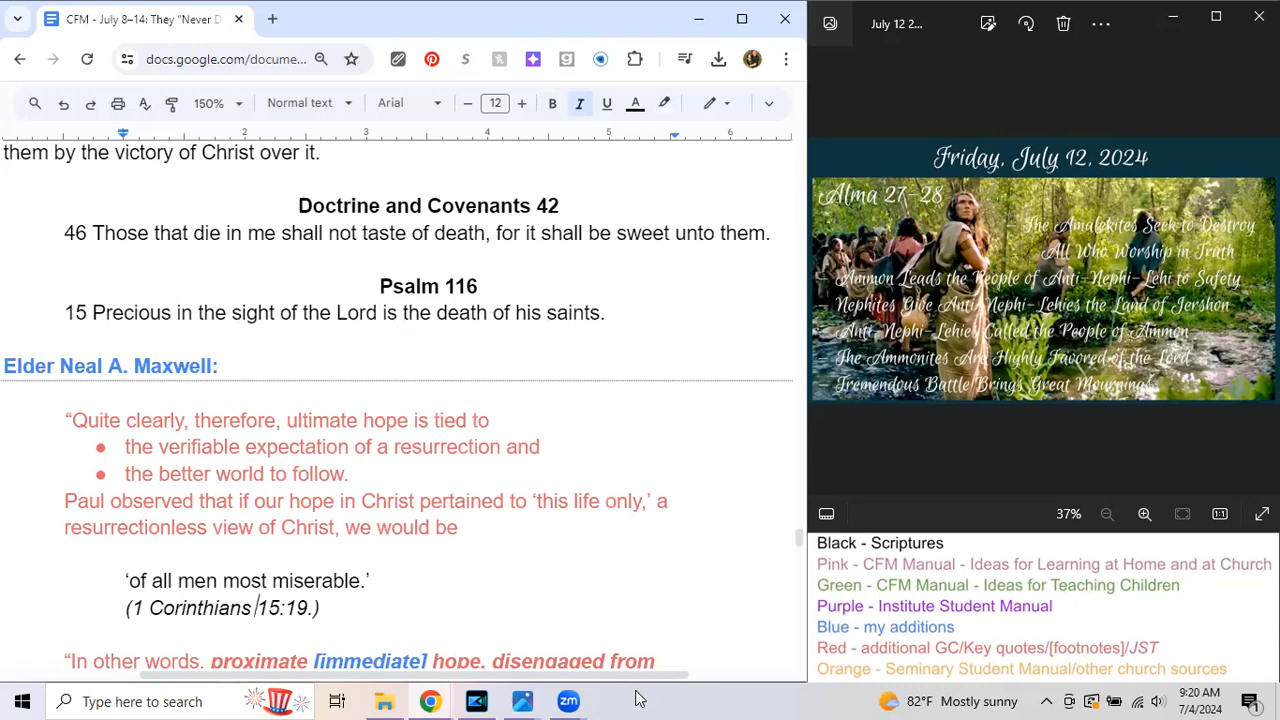 CFM - July 8–14: They “Never D
docs.google.com/docume...
150%
Normal text
Arial
12
B
I
U
A
2
3
4
5
6
them by the victory of Christ over it.
Doctrine and Covenants 42
46 Those that die in me shall not taste of death, for it shall be sweet unto them.
Psalm 116
15 Precious in the sight of the Lord is the death of his saints.
Elder Neal A. Maxwell:
“Quite clearly, therefore, ultimate hope is tied to
● the verifiable expectation of a resurrection and
● the better world to follow.
Paul observed that if our hope in Christ pertained to ‘this life only,’ a
resurrectionless view of Christ, we would be
‘of all men most miserable.’
(1 Corinthians 15:19.)
“In other words, proximate [immediate] hope, disengaged from
July 12 2...
Friday, July 12, 2024
Alma 27-28
- The Amalekites Seek to Destroy
All Who Worship in Truth
- Ammon Leads the People of Anti-Nephi-Lehi to Safety
- Nephites Give Anti-Nephi-Lehies the Land of Jershon
- Anti-Nephi-Lehies Called the People of Ammon
- The Ammonites Are Highly Favored of the Lord
- Tremendous Battle Brings Great Mournings
37%
1:1
Black - Scriptures
Pink - CFM Manual - Ideas for Learning at Home and at Church
Green - CFM Manual - Ideas for Teaching Children
Purple - Institute Student Manual
Blue - my additions
Red - additional GC/Key quotes/[footnotes]/JST
Orange - Seminary Student Manual/other church sources
Type here to search
zm
82°F Mostly sunny
9:20 AM
7/4/2024
1